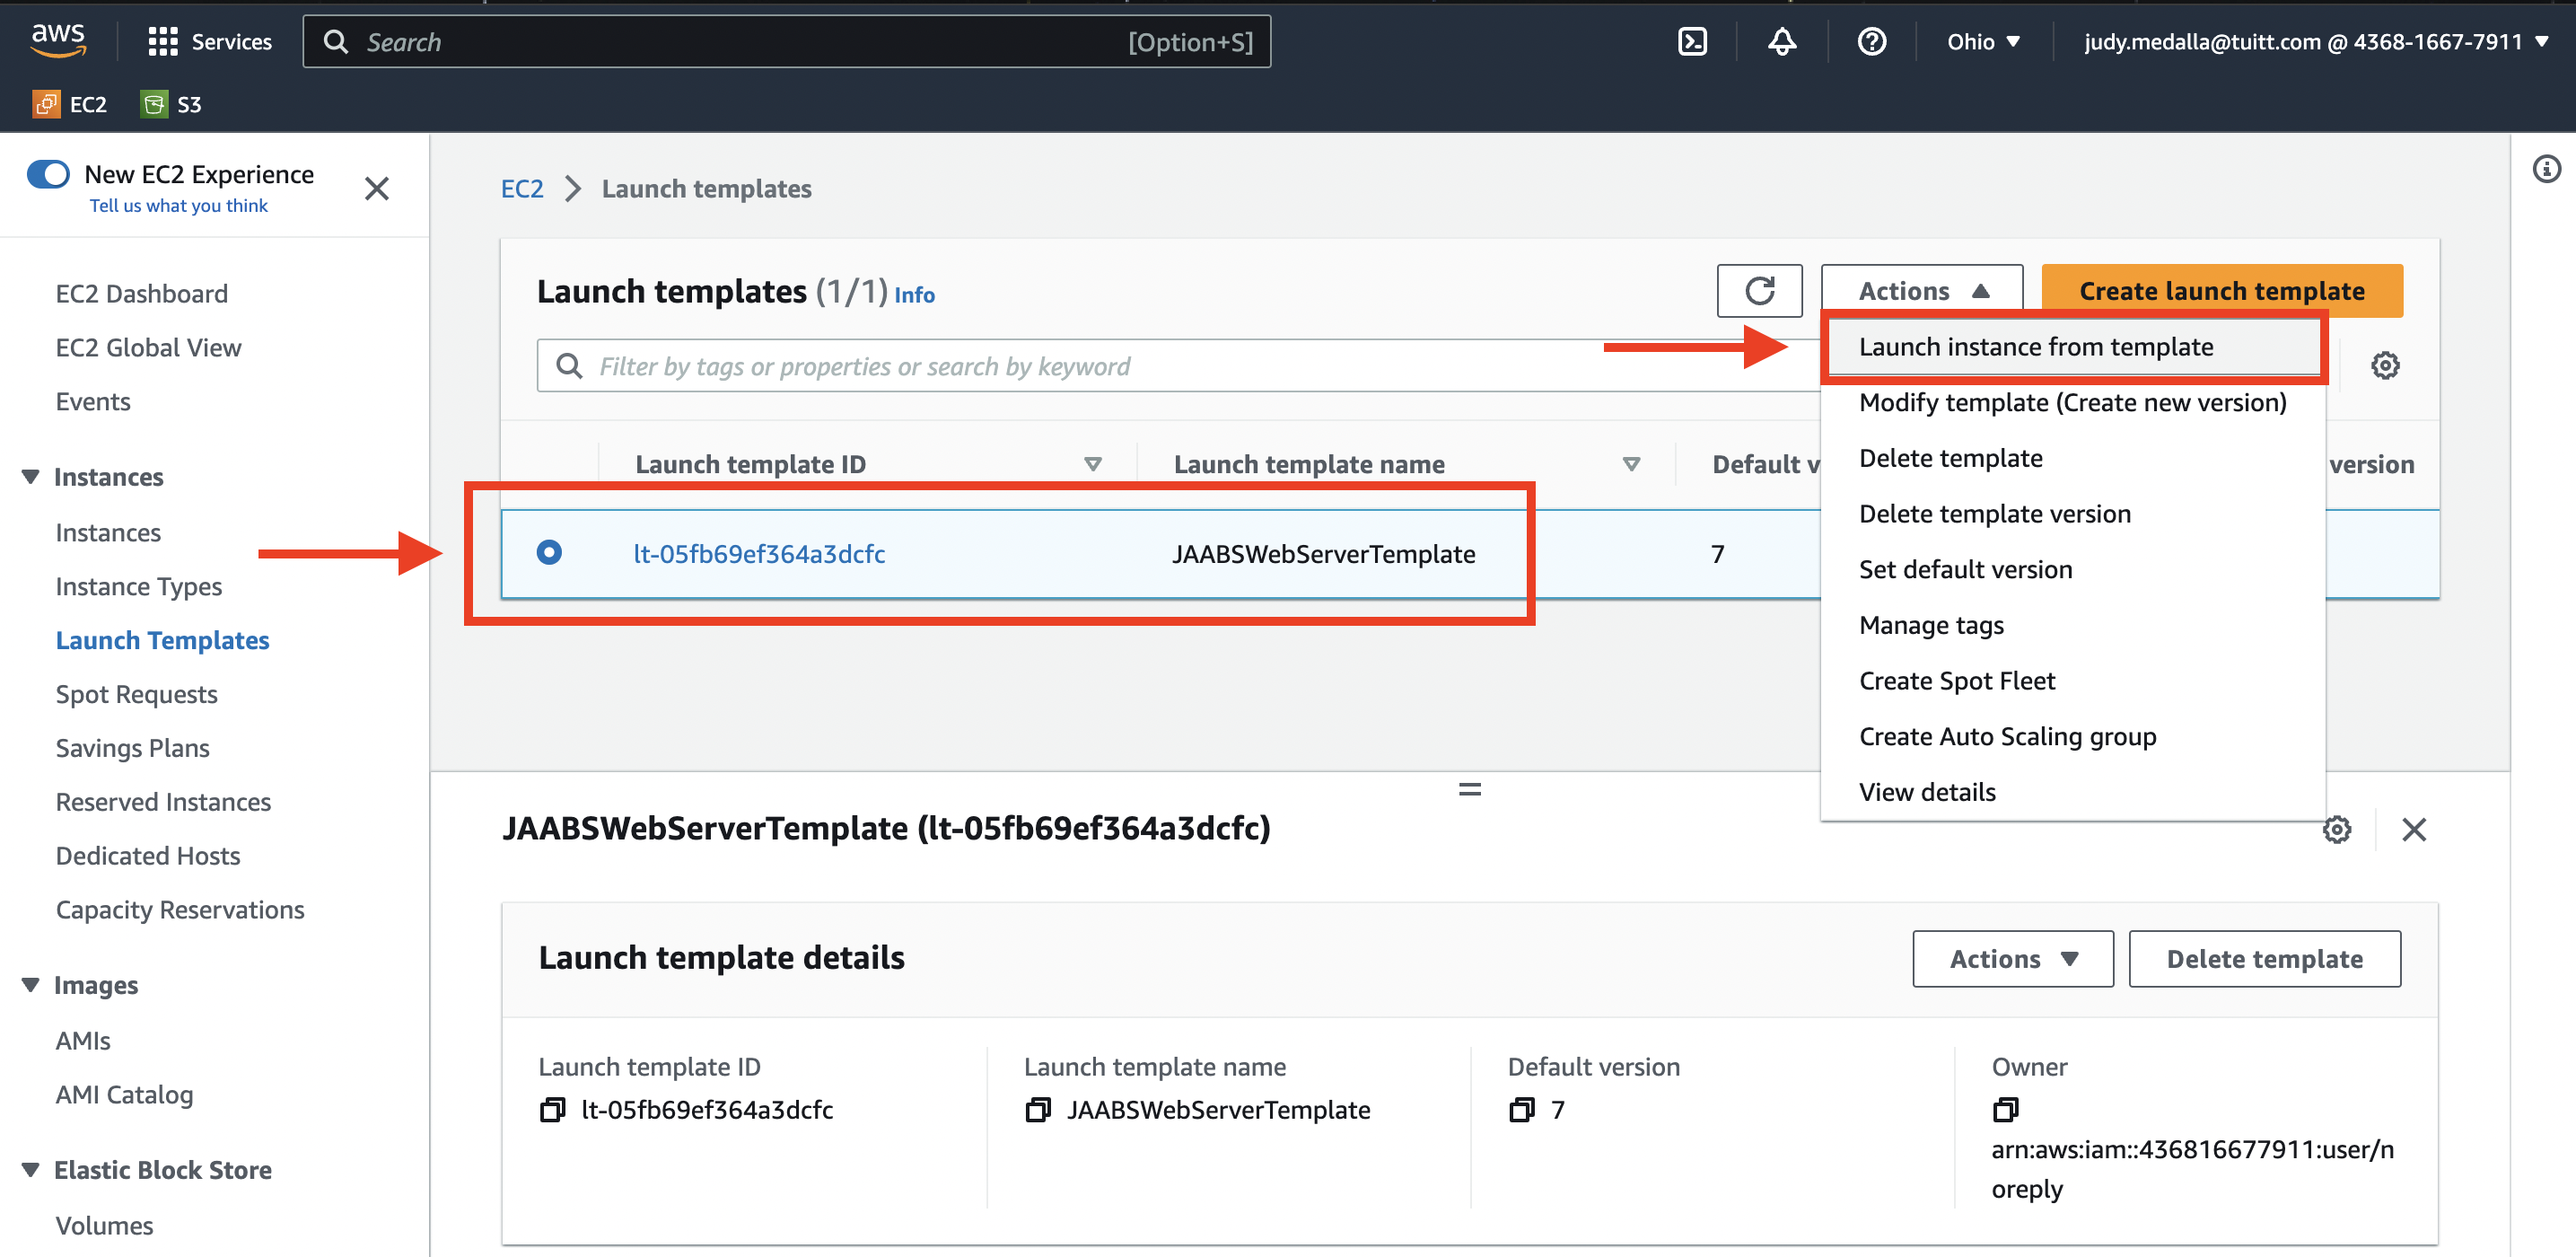 aws
Services
Search
[Option+S]
Ohio
judy.medalla@tuitt.com @ 4368-1667-7911
EC2
S3
New EC2 Experience
Tell us what you think
EC2 Dashboard
EC2 Global View
Events
Instances
Instances
Instance Types
Launch Templates
Spot Requests
Savings Plans
Reserved Instances
Dedicated Hosts
Capacity Reservations
Images
AMIs
AMI Catalog
Elastic Block Store
Volumes
EC2
Launch templates
Launch templates (1/1) Info
Actions
Create launch template
Filter by tags or properties or search by keyword
Launch instance from template
Modify template (Create new version)
Delete template
Delete template version
Set default version
Manage tags
Create Spot Fleet
Create Auto Scaling group
View details
Launch template ID
Launch template name
Default v
version
lt-05fb69ef364a3dcfc
JAABSWebServerTemplate
7
JAABSWebServerTemplate (lt-05fb69ef364a3dcfc)
Launch template details
Actions
Delete template
Launch template ID
lt-05fb69ef364a3dcfc
Launch template name
JAABSWebServerTemplate
Default version
7
Owner
arn:aws:iam::436816677911:user/n
oreply